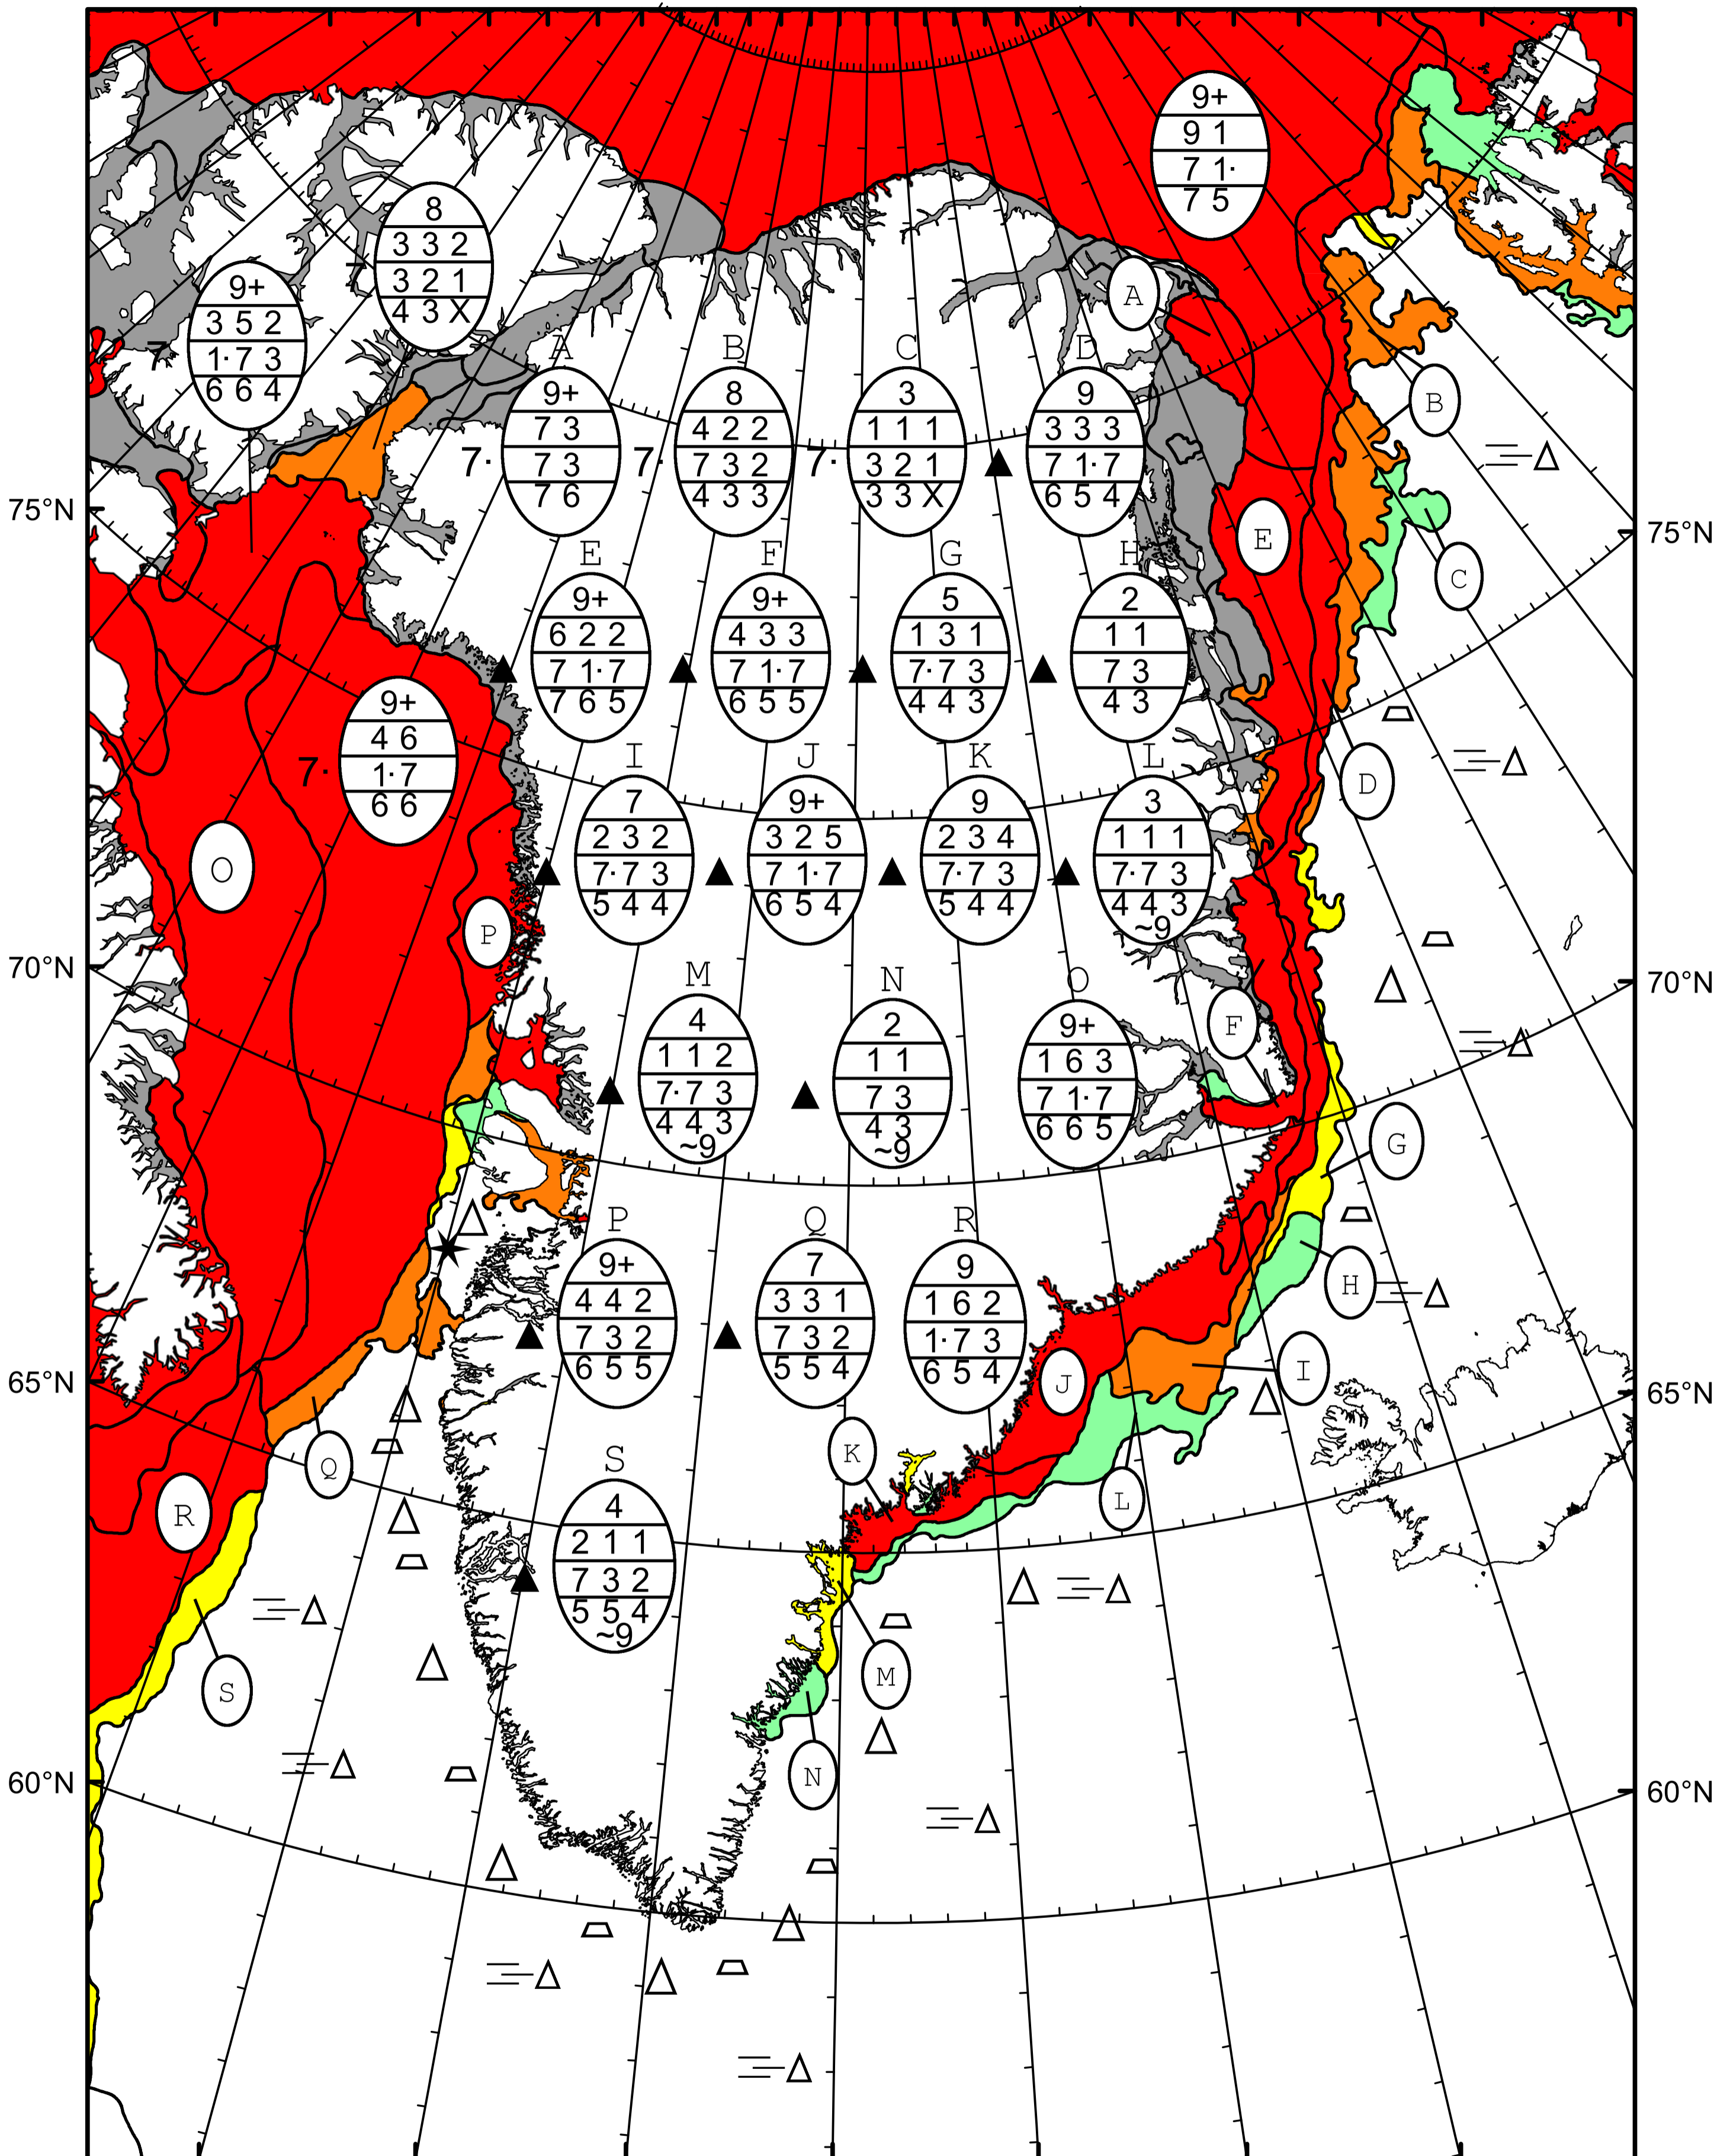 9+
9 1
7 1·
7 5
8
3 3 2
7 3 2 1
4 3 X
9+
3 5 2
7 1·7 3
6 6 4
A
A B C D
9+ 8 3 9
7 3 4 2 2 1 1 1 3 3 3
7· 7 3 7· 7 3 2 7· 3 2 1 7 1·7
7 6 4 3 3 3 3 X 6 5 4
B
75°N
75°N
E
C
E F G H
9+ 9+ 5 2
6 2 2 4 3 3 1 3 1 1 1
7 1·7 7 1·7 7·7 3 7 3
7 6 5 6 5 5 4 4 3 4 3
9+
4 6
7· 1·7
6 6
D
I J K L
7 9+ 9 3
2 3 2 3 2 5 2 3 4 1 1 1
7·7 3 7 1·7 7·7 3 7·7 3
5 4 4 6 5 4 5 4 4 4 4 3
~9
O
P
70°N
70°N
F
M N O
4 2 9+
1 1 2 1 1 1 6 3
7·7 3 7 3 7 1·7
4 4 3 4 3 6 6 5
~9 ~9
G
P Q R
9+ 7 9
4 4 2 3 3 1 1 6 2
7 3 2 7 3 2 1·7 3
6 5 5 5 5 4 6 5 4
H
I
J
65°N
65°N
K
Q
L
R
S
4
2 1 1
7 3 2
5 5 4
~9
M
S
N
60°N
60°N